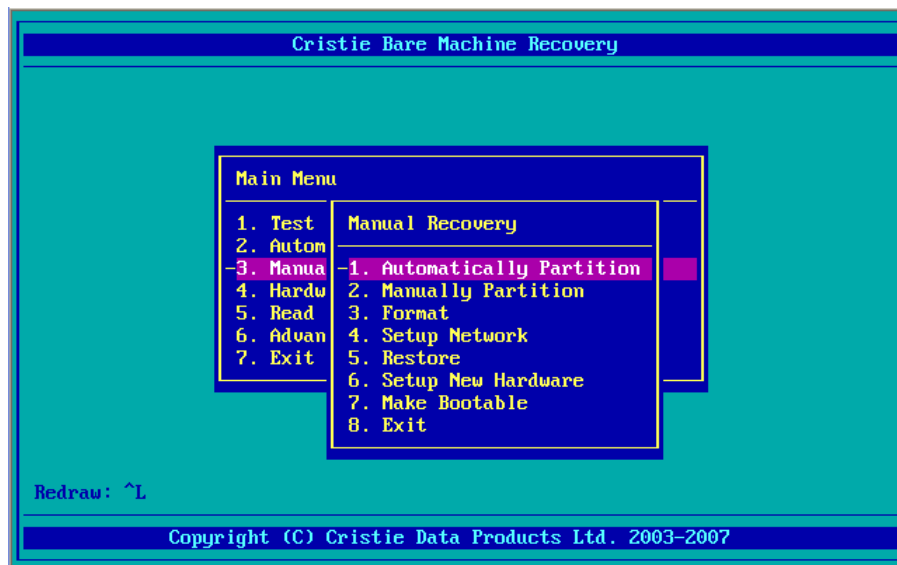 Cristie Bare Machine Recovery
Main Menu
1. Test
2. Autom
-3. Manua
4. Hardw
5. Read
6. Advan
7. Exit
Manual Recovery
-1. Automatically Partition
2. Manually Partition
3. Format
4. Setup Network
5. Restore
6. Setup New Hardware
7. Make Bootable
8. Exit
Redraw: ^L
Copyright (C) Cristie Data Products Ltd. 2003-2007